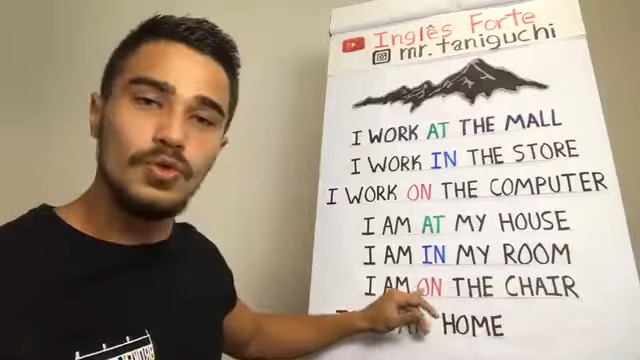 Inglês Forte
mr.taniguchi
I WORK AT THE MALL
I WORK IN THE STORE
I WORK ON THE COMPUTER
I AM AT MY HOUSE
I AM IN MY ROOM
I AM ON THE CHAIR
HOME